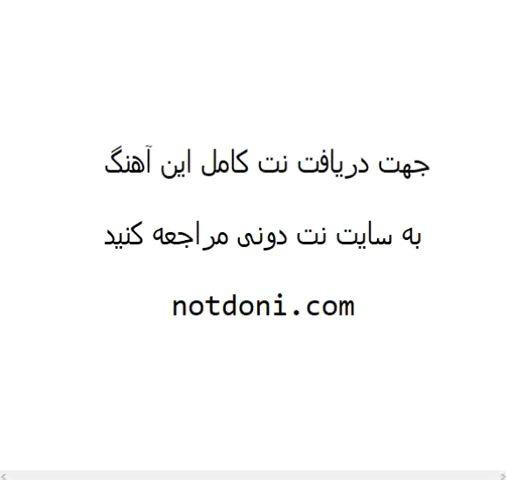 جهت دریافت نت کامل این آهنگ
به سایت نت دونی مراجعه کنید
notdoni.com